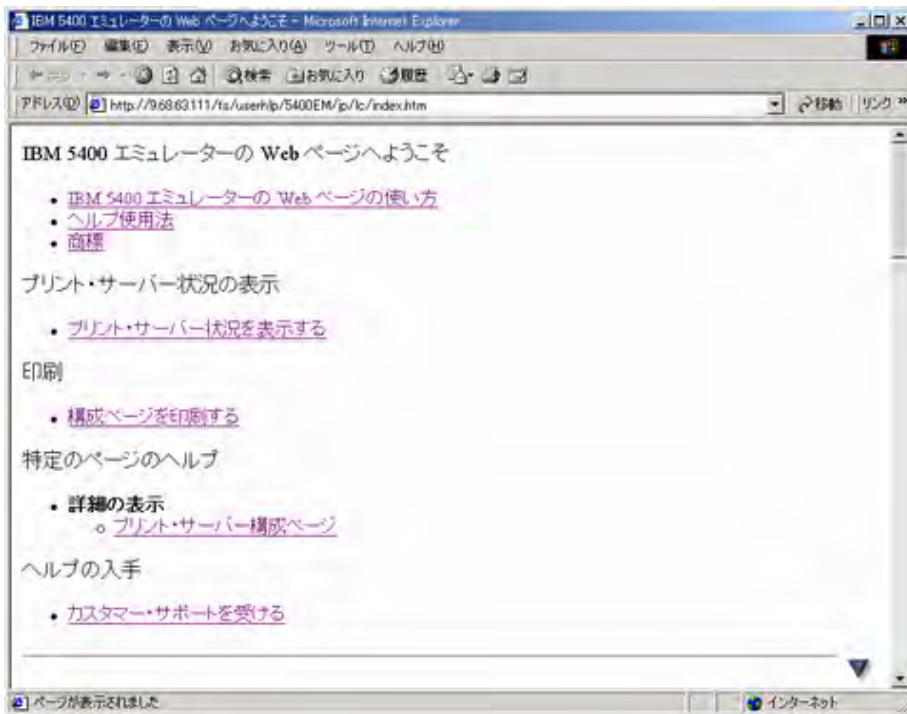 IBM 5400 エミュレーターの Web ページへようこそ - Microsoft Internet Explorer
ファイル(F) 編集(E) 表示(V) お気に入り(A) ツール(T) ヘルプ(H)
検索 お気に入り 履歴
アドレス(D) http://9.68.63.111/ts/userhlp/5400EM/jp/lc/index.htm 移動 リンク »
IBM 5400 エミュレーターの Web ページへようこそ
• IBM 5400 エミュレーターの Web ページの使い方
• ヘルプ使用法
• 商標
プリント・サーバー状況の表示
• プリント・サーバー状況を表示する
印刷
• 構成ページを印刷する
特定のページのヘルプ
• 詳細の表示
○ プリント・サーバー構成ページ
ヘルプの入手
• カスタマー・サポートを受ける
ページが表示されました インターネット